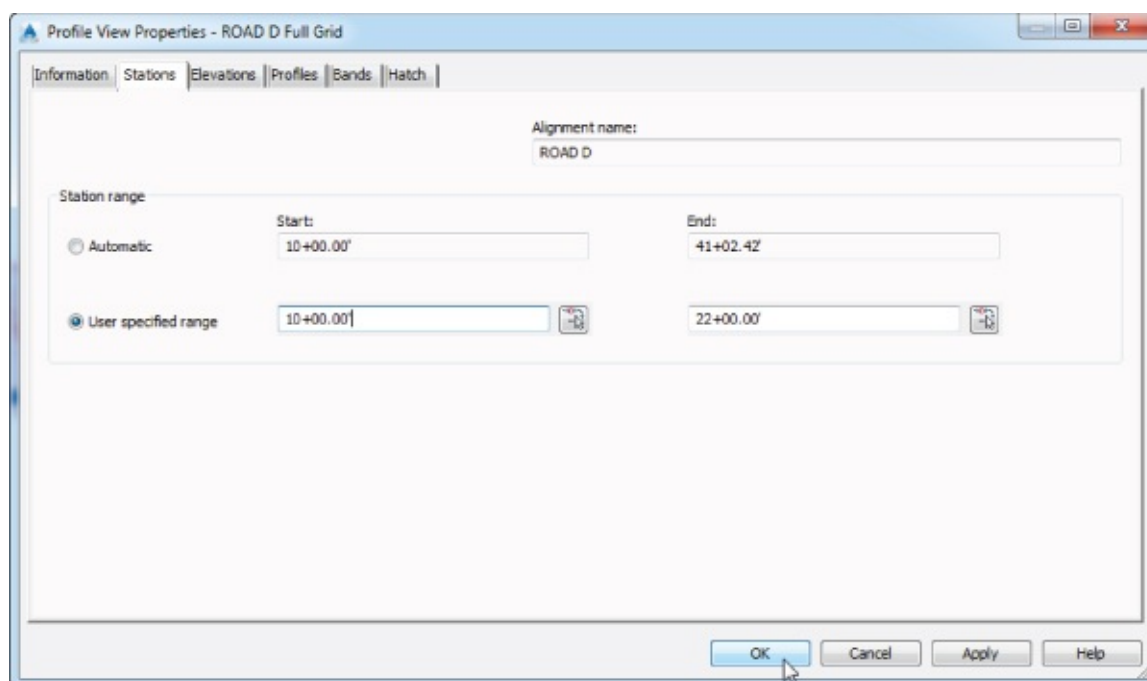 Profile View Properties - ROAD D Full Grid
Information Stations Elevations Profiles Bands Hatch
Alignment name:
ROAD D
Station range
Start: End:
Automatic 10+00.00' 41+02.42'
User specified range 10+00.00' 22+00.00'
OK Cancel Apply Help